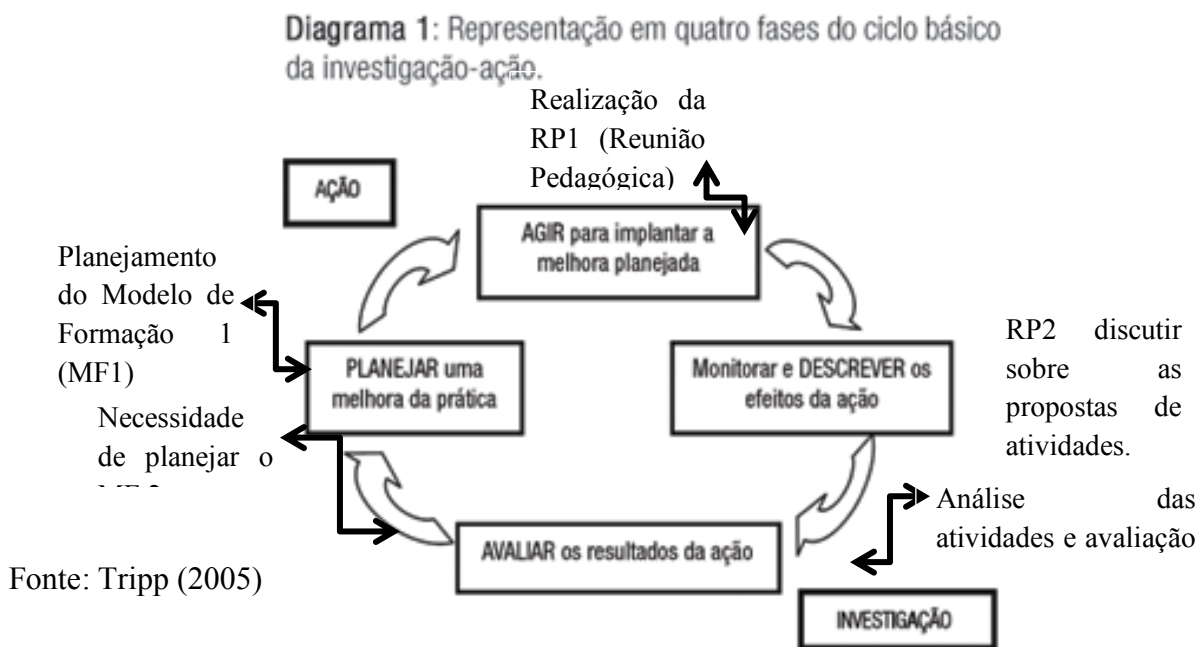 Diagrama 1: Representação em quatro fases do ciclo básico
da investigação-ação.
Realização da
RP1 (Reunião
Pedagógica)
AÇÃO
AGIR para implantar a
melhora planejada
Planejamento
do Modelo de
Formação 1
(MF1)
PLANEJAR uma
melhora da prática
Monitorar e DESCREVER os
efeitos da ação
RP2 discutir
sobre as
propostas de
atividades.
Necessidade
de planejar o
Análise das
atividades e avaliação
AVALIAR os resultados da ação
Fonte: Tripp (2005)
INVESTIGAÇÃO